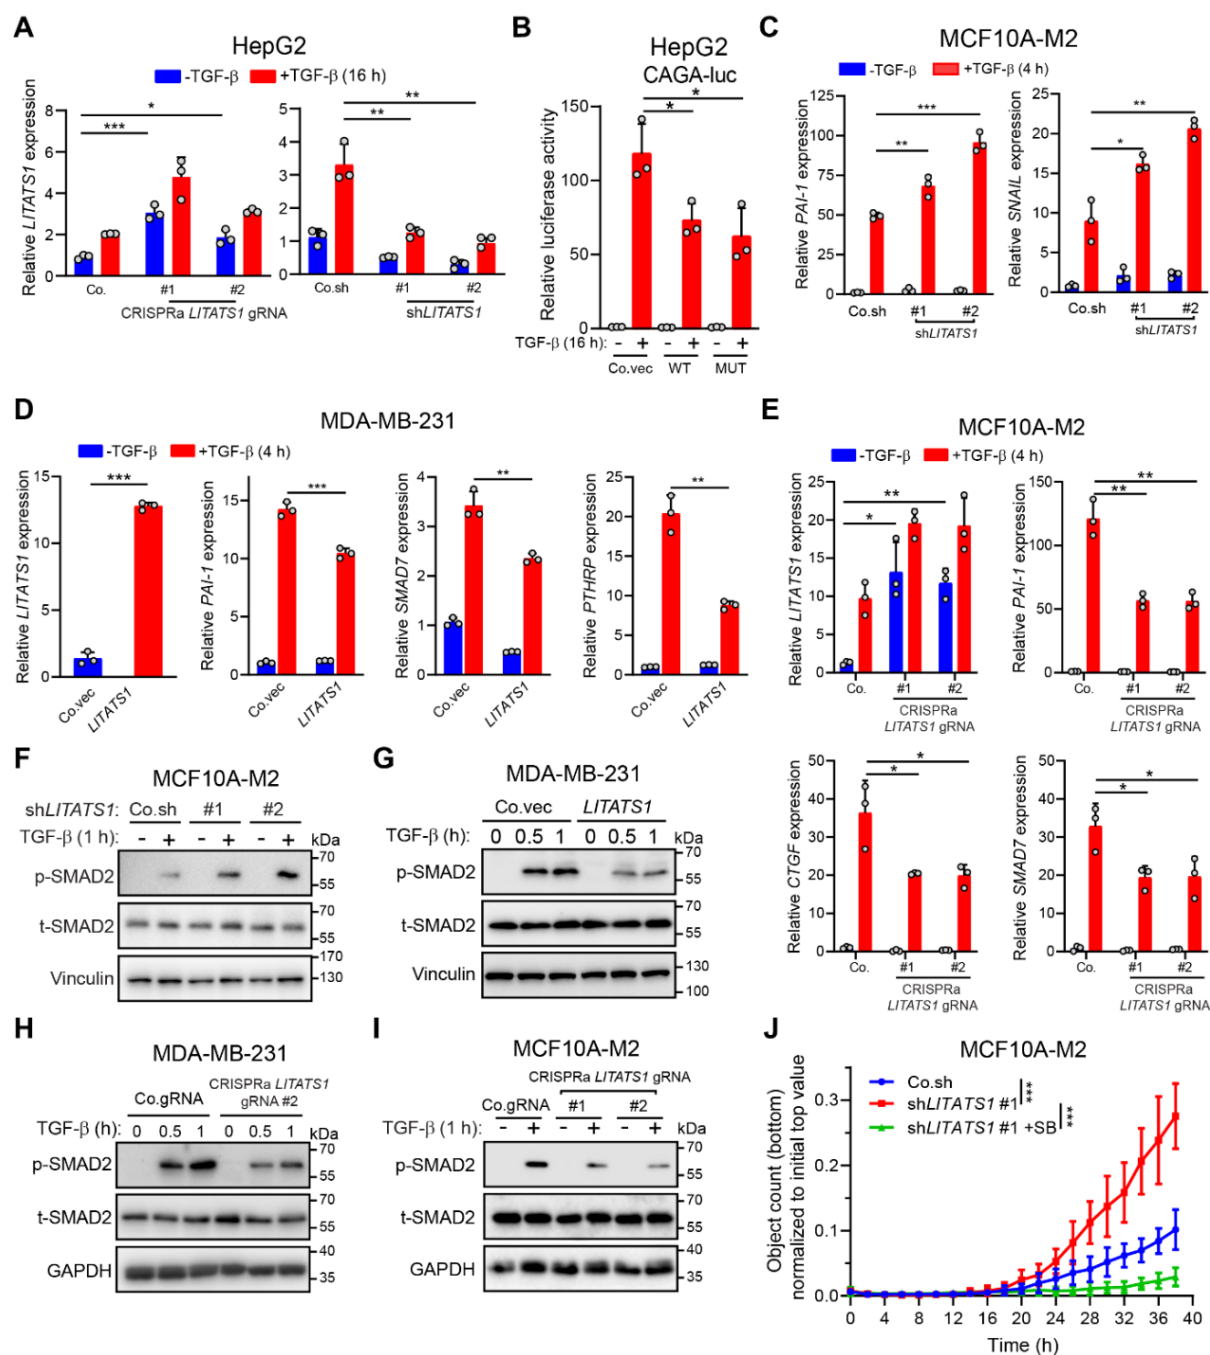 A
HepG2
-TGF-β +TGF-β (16 h)
Relative LITATS1 expression
8
6
4
2
0
*
***
Co. #1 #2
CRISPRa LITATS1 gRNA
5
4
3
2
1
0
**
**
Co.sh #1 #2
shLITATS1
B
HepG2
CAGA-luc
Relative luciferase activity
150
100
50
0
*
*
TGF-β (16 h): - + - + - +
Co.vec WT MUT
C
MCF10A-M2
-TGF-β +TGF-β (4 h)
Relative PAI-1 expression
125
100
75
50
25
0
***
**
Co.sh #1 #2
shLITATS1
Relative SNAIL expression
25
20
15
10
5
0
**
*
Co.sh #1 #2
shLITATS1
D
MDA-MB-231
-TGF-β +TGF-β (4 h)
Relative LITATS1 expression
15
10
5
0
***
Co.vec LITATS1
Relative PAI-1 expression
15
10
5
0
***
Co.vec LITATS1
Relative SMAD7 expression
4
3
2
1
0
**
Co.vec LITATS1
Relative PTHRP expression
30
20
10
0
**
Co.vec LITATS1
E
MCF10A-M2
-TGF-β +TGF-β (4 h)
Relative LITATS1 expression
25
20
15
10
5
0
**
*
Co. #1 #2
CRISPRa
LITATS1 gRNA
Relative PAI-1 expression
150
100
50
0
**
**
Co. #1 #2
CRISPRa
LITATS1 gRNA
Relative CTGF expression
50
40
30
20
10
0
*
*
Co. #1 #2
CRISPRa
LITATS1 gRNA
Relative SMAD7 expression
50
40
30
20
10
0
*
*
Co. #1 #2
CRISPRa
LITATS1 gRNA
F
MCF10A-M2
shLITATS1: Co.sh #1 #2
TGF-β (1 h): - + - + - + kDa
p-SMAD2 70
55
t-SMAD2 70
55
Vinculin 170
130
G
MDA-MB-231
Co.vec LITATS1
TGF-β (h): 0 0.5 1 0 0.5 1 kDa
p-SMAD2 70
55
t-SMAD2 70
55
Vinculin 130
100
H
MDA-MB-231
Co.gRNA CRISPRa LITATS1
gRNA #2
TGF-β (h): 0 0.5 1 0 0.5 1 kDa
p-SMAD2 70
55
t-SMAD2 70
55
GAPDH 40
35
I
MCF10A-M2
CRISPRa LITATS1 gRNA
Co.gRNA #1 #2
TGF-β (1 h): - + - + - + kDa
p-SMAD2 70
55
t-SMAD2 70
55
GAPDH 40
35
J
MCF10A-M2
Co.sh
shLITATS1 #1
shLITATS1 #1 +SB
***
***
Object count (bottom)
normalized to initial top value
0.3
0.2
0.1
0.0
0 4 8 12 16 20 24 28 32 36 40
Time (h)